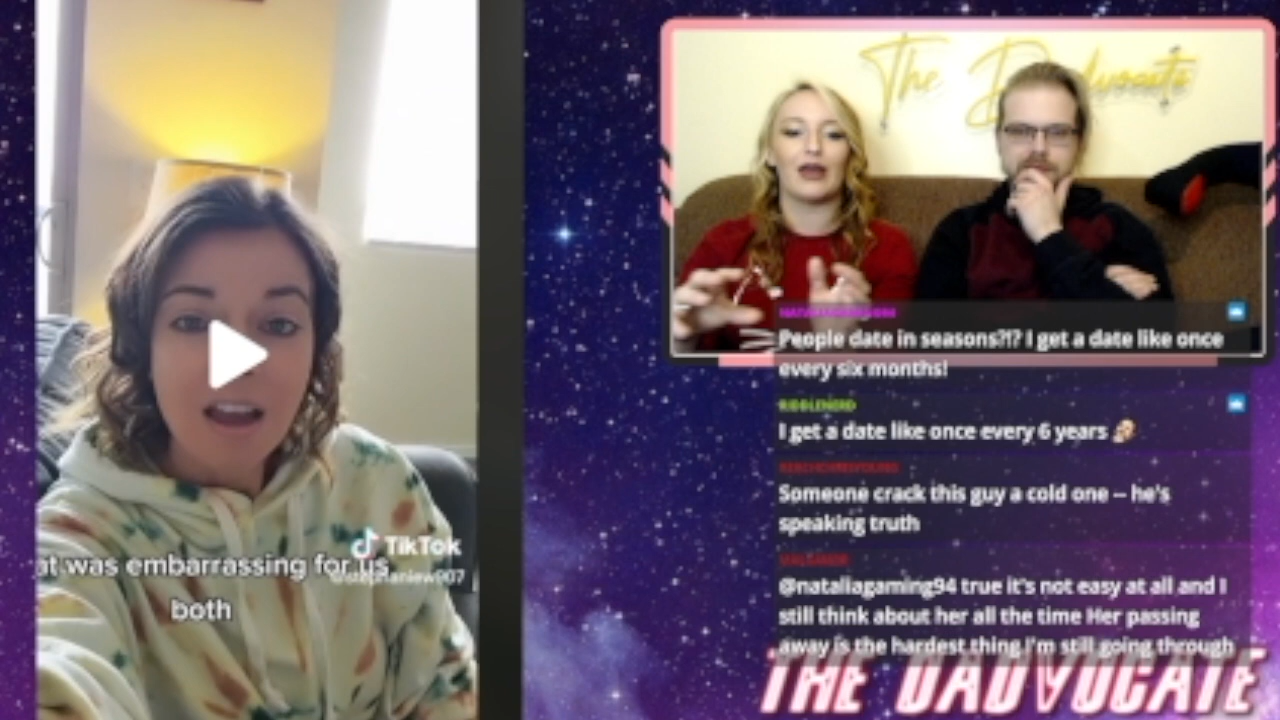 The Dadvocate
People date in seasons?!? I get a date like once
every six months!
RIDDLENERD
I get a date like once every 6 years
Someone crack this guy a cold one – he's
speaking truth
@nataliagaming94 true it's not easy at all and I
still think about her all the time Her passing
away is the hardest thing I'm still going through
TikTok
at was embarrassing for us
both
THE DADVOCATE